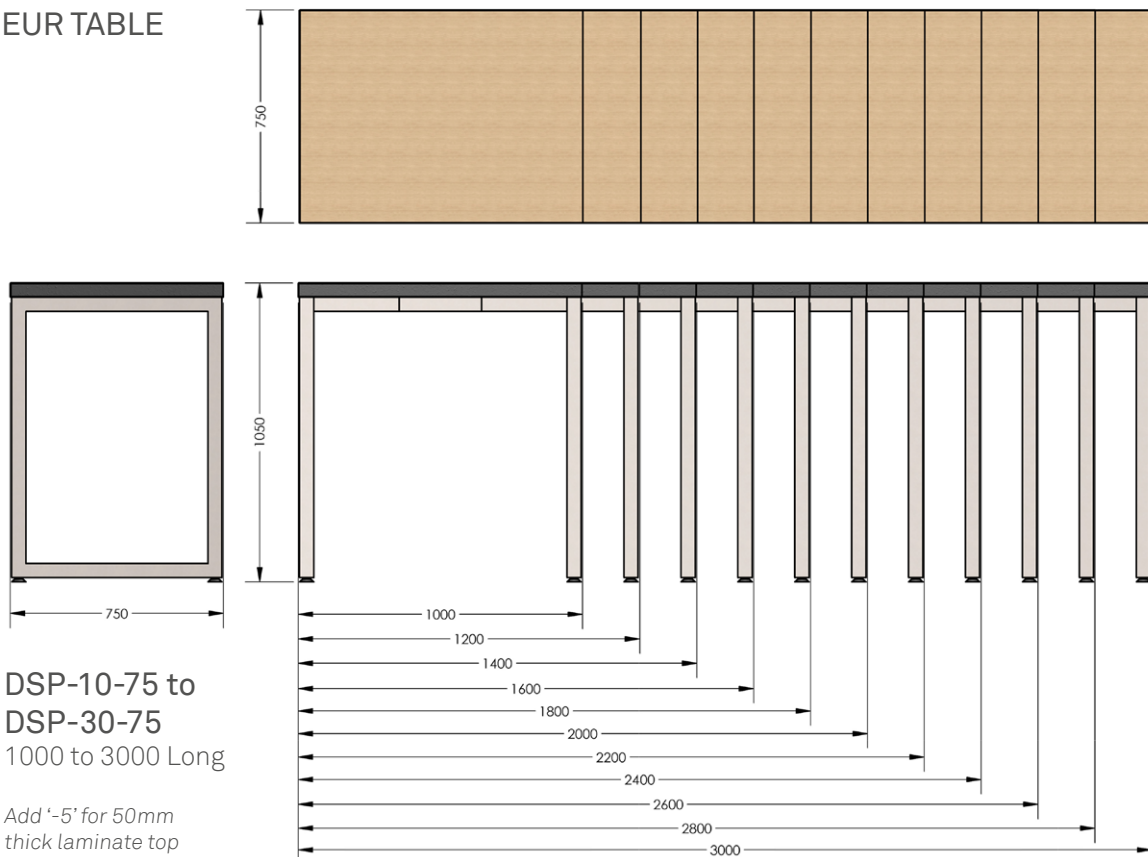 EUR TABLE
750
1050
750
1000
1200
1400
1600
1800
2000
2200
2400
2600
2800
3000
DSP-10-75 to
DSP-30-75
1000 to 3000 Long
Add ‘-5’ for 50mm
thick laminate top